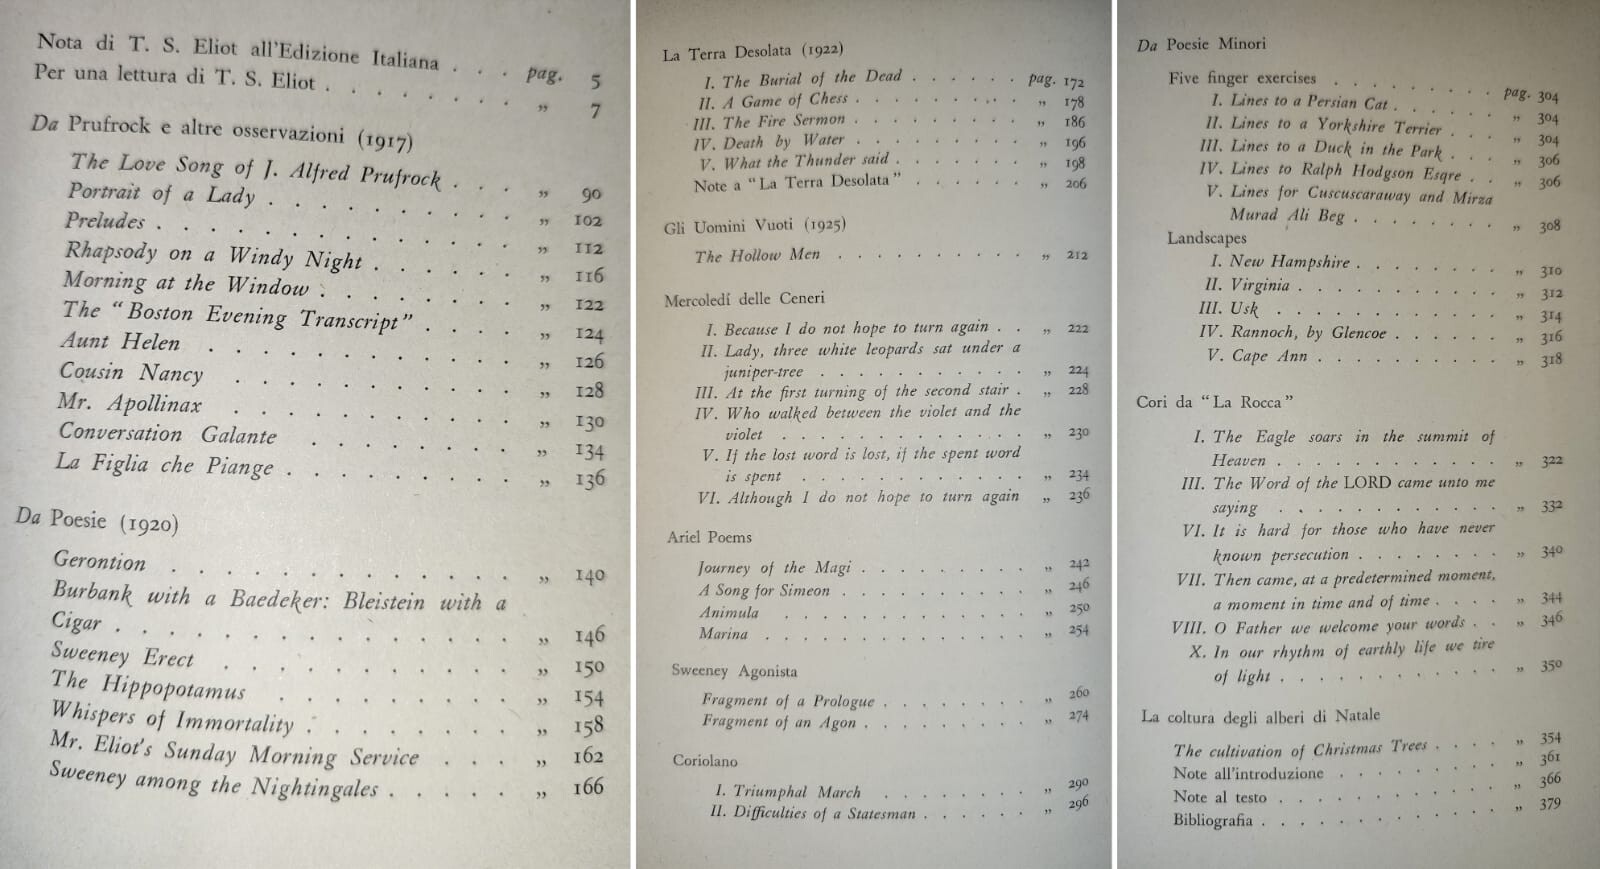 Nota di T. S. Eliot all'Edizione Italiana . . . pag. 5
Per una lettura di T. S. Eliot . . . . . . . . „ 7
Da Prufrock e altre osservazioni (1917)
The Love Song of J. Alfred Prufrock . . . „ 90
Portrait of a Lady . . . . . . . . . „ 102
Preludes . . . . . . . . . . . . „ 112
Rhapsody on a Windy Night . . . . . . „ 116
Morning at the Window . . . . . . . . „ 122
The “Boston Evening Transcript” . . . . „ 124
Aunt Helen . . . . . . . . . . . „ 126
Cousin Nancy . . . . . . . . . . „ 128
Mr. Apollinax . . . . . . . . . . „ 130
Conversation Galante . . . . . . . . „ 134
La Figlia che Piange . . . . . . . . „ 136
Da Poesie (1920)
Gerontion . . . . . . . . . . . . „ 140
Burbank with a Baedeker: Bleistein with a
Cigar . . . . . . . . . . . . . „ 146
Sweeney Erect . . . . . . . . . . „ 150
The Hippopotamus . . . . . . . . . „ 154
Whispers of Immortality . . . . . . . . „ 158
Mr. Eliot's Sunday Morning Service . . . . „ 162
Sweeney among the Nightingales . . . . . „ 166
La Terra Desolata (1922)
I. The Burial of the Dead . . . . . . pag. 172
II. A Game of Chess . . . . . . . . . „ 178
III. The Fire Sermon . . . . . . . . . „ 186
IV. Death by Water . . . . . . . . . „ 196
V. What the Thunder said . . . . . . . „ 198
Note a “La Terra Desolata” . . . . . . „ 206
Gli Uomini Vuoti (1925)
The Hollow Men . . . . . . . . . . „ 212
Mercoledí delle Ceneri
I. Because I do not hope to turn again . . „ 222
II. Lady, three white leopards sat under a
juniper-tree . . . . . . . . . . . „ 224
III. At the first turning of the second stair . „ 228
IV. Who walked between the violet and the
violet . . . . . . . . . . . . . „ 230
V. If the lost word is lost, if the spent word
is spent . . . . . . . . . . . . „ 234
VI. Although I do not hope to turn again „ 236
Ariel Poems
Journey of the Magi . . . . . . . . . „ 242
A Song for Simeon . . . . . . . . . . „ 246
Animula . . . . . . . . . . . . . „ 250
Marina . . . . . . . . . . . . . . „ 254
Sweeney Agonista
Fragment of a Prologue . . . . . . . . „ 260
Fragment of an Agon . . . . . . . . . „ 274
Coriolano
I. Triumphal March . . . . . . . . „ 290
II. Difficulties of a Statesman . . . . . . „ 296
Da Poesie Minori
Five finger exercises . . . . . . . . pag. 304
I. Lines to a Persian Cat . . . . . „ 304
II. Lines to a Yorkshire Terrier . . . „ 304
III. Lines to a Duck in the Park . . . „ 306
IV. Lines to Ralph Hodgson Esqre . . „ 306
V. Lines for Cuscuscaraway and Mirza
Murad Ali Beg . . . . . . . . „ 308
Landscapes
I. New Hampshire . . . . . . . . „ 310
II. Virginia . . . . . . . . . . . „ 312
III. Usk . . . . . . . . . . . . „ 314
IV. Rannoch, by Glencoe . . . . . . „ 316
V. Cape Ann . . . . . . . . . . „ 318
Cori da “La Rocca”
I. The Eagle soars in the summit of
Heaven . . . . . . . . . . . . „ 322
III. The Word of the LORD came unto me
saying . . . . . . . . . . . . „ 332
VI. It is hard for those who have never
known persecution . . . . . . . . „ 340
VII. Then came, at a predetermined moment,
a moment in time and of time . . . . „ 344
VIII. O Father we welcome your words . . „ 346
X. In our rhythm of earthly life we tire
of light . . . . . . . . . . . . „ 350
La coltura degli alberi di Natale
The cultivation of Christmas Trees . . . . „ 354
Note all'introduzione . . . . . . . . . „ 361
Note al testo . . . . . . . . . . . . „ 366
Bibliografia . . . . . . . . . . . . . „ 379